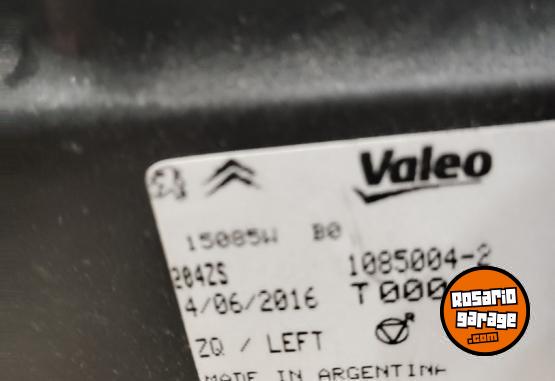 Valeo
15085W B0
204ZS 1085004-2
4/06/2016 T000
ZQ / LEFT R
MADE IN ARGENTINA
Rosario
garage
.com